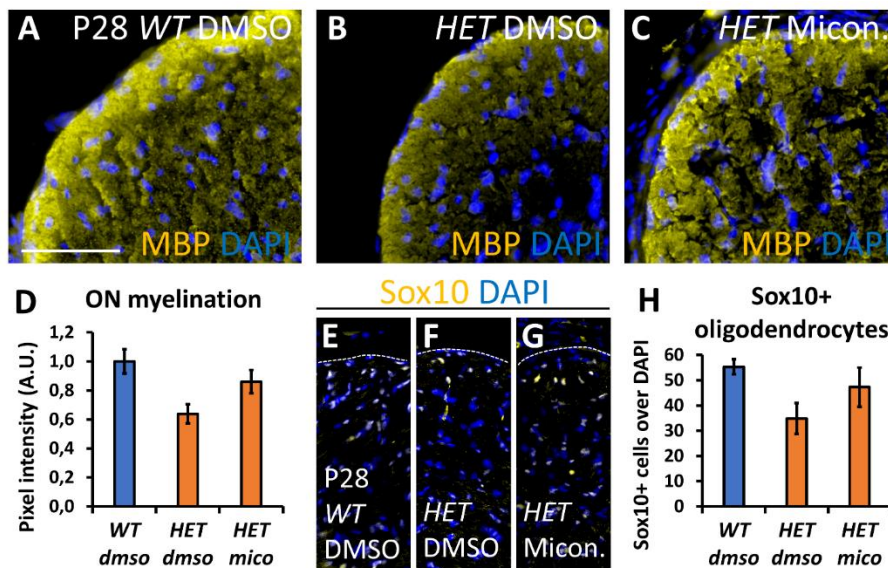 A P28 WT DMSO
MBP DAPI
B HET DMSO
MBP DAPI
C HET Micon.
MBP DAPI
D ON myelination
Pixel intensity (A.U.)
1,2
1,0
0,8
0,6
0,4
0,2
0,0
WT HET HET
dmso dmso mico
Sox10 DAPI
E
P28
WT
DMSO
F
HET
DMSO
G
HET
Micon.
H Sox10+
oligodendrocytes
Sox10+ cells over DAPI
60
50
40
30
20
10
0
WT HET HET
dmso dmso mico